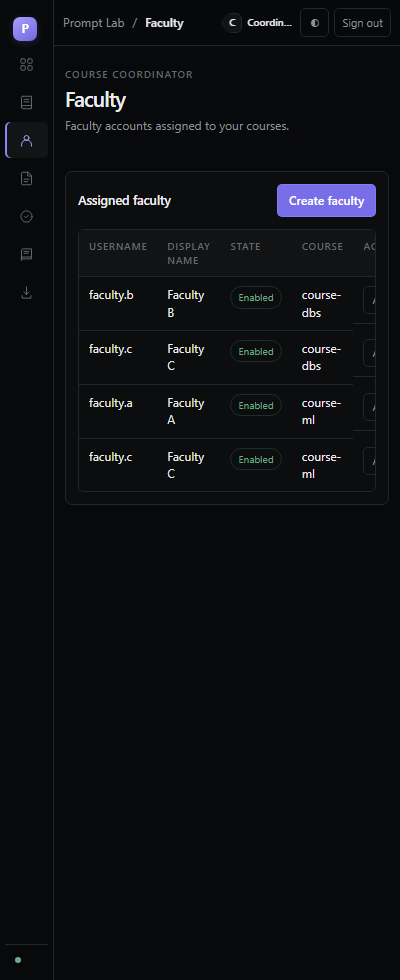 P
Prompt Lab / Faculty
C Coordin...
Sign out
COURSE COORDINATOR
Faculty
Faculty accounts assigned to your courses.
Assigned faculty
Create faculty
USERNAME DISPLAY NAME STATE COURSE
faculty.b Faculty B Enabled course-dbs
faculty.c Faculty C Enabled course-dbs
faculty.a Faculty A Enabled course-ml
faculty.c Faculty C Enabled course-ml